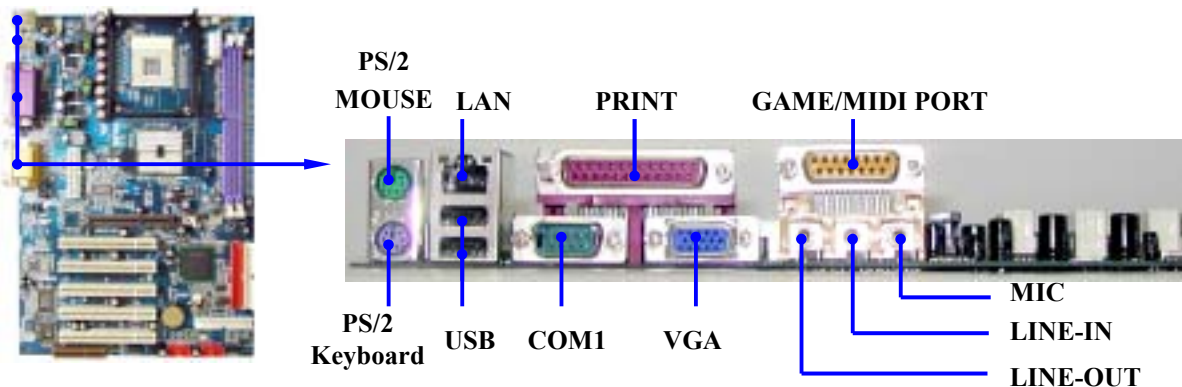 PS/2
MOUSE
LAN
PRINT
GAME/MIDI PORT
PS/2
Keyboard
USB
COM1
VGA
MIC
LINE-IN
LINE-OUT